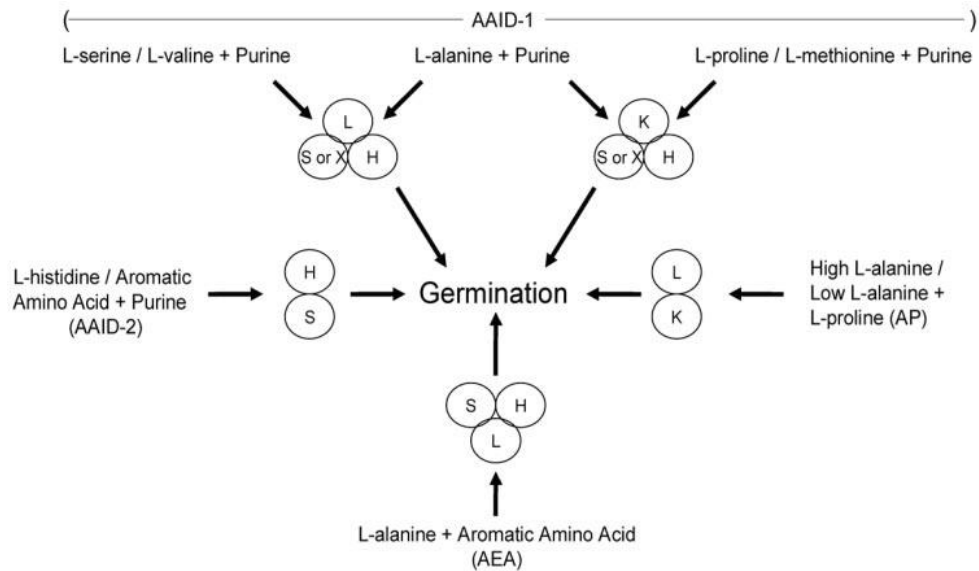 ( AAID-1 )
L-serine / L-valine + Purine
L-alanine + Purine
L-proline / L-methionine + Purine
L
S or X
H
K
S or X
H
L-histidine / Aromatic
Amino Acid + Purine
(AAID-2)
H
S
Germination
L
K
High L-alanine /
Low L-alanine +
L-proline (AP)
S
H
L
L-alanine + Aromatic Amino Acid
(AEA)